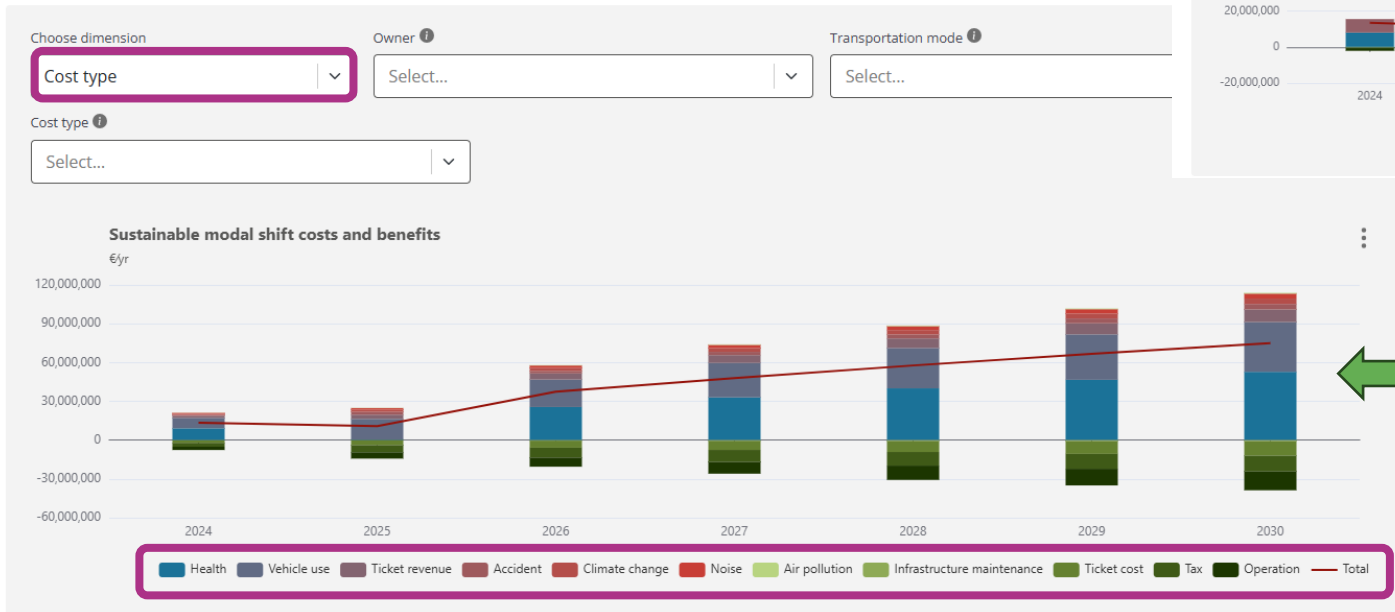 Choose dimension
Owner
Transportation mode
Cost type
Select...
Select...
Cost type
Select...
20,000,000
0
-20,000,000
2024
Sustainable modal shift costs and benefits
€/yr
120,000,000
90,000,000
60,000,000
30,000,000
0
-30,000,000
-60,000,000
2024 2025 2026 2027 2028 2029 2030
Health Vehicle use Ticket revenue Accident Climate change Noise Air pollution Infrastructure maintenance Ticket cost Tax Operation Total